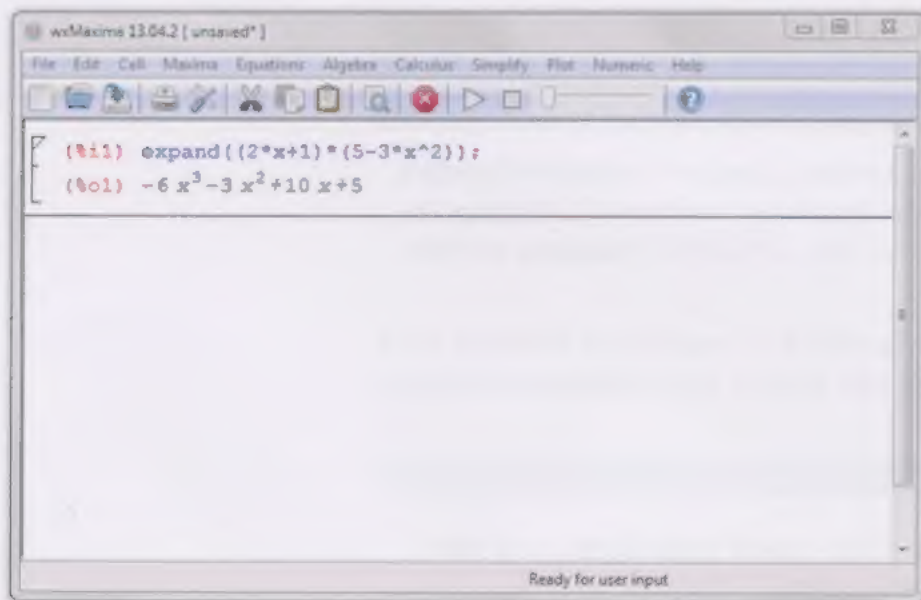 wxMaxima 13.04.2 [ unsaved* ]
File Edit Cell Maxima Equations Algebra Calculus Simplify Plot Numeric Help
(%i1) expand((2*x+1)*(5-3*x^2));
(%o1) -6 x³-3 x²+10 x+5
Ready for user input